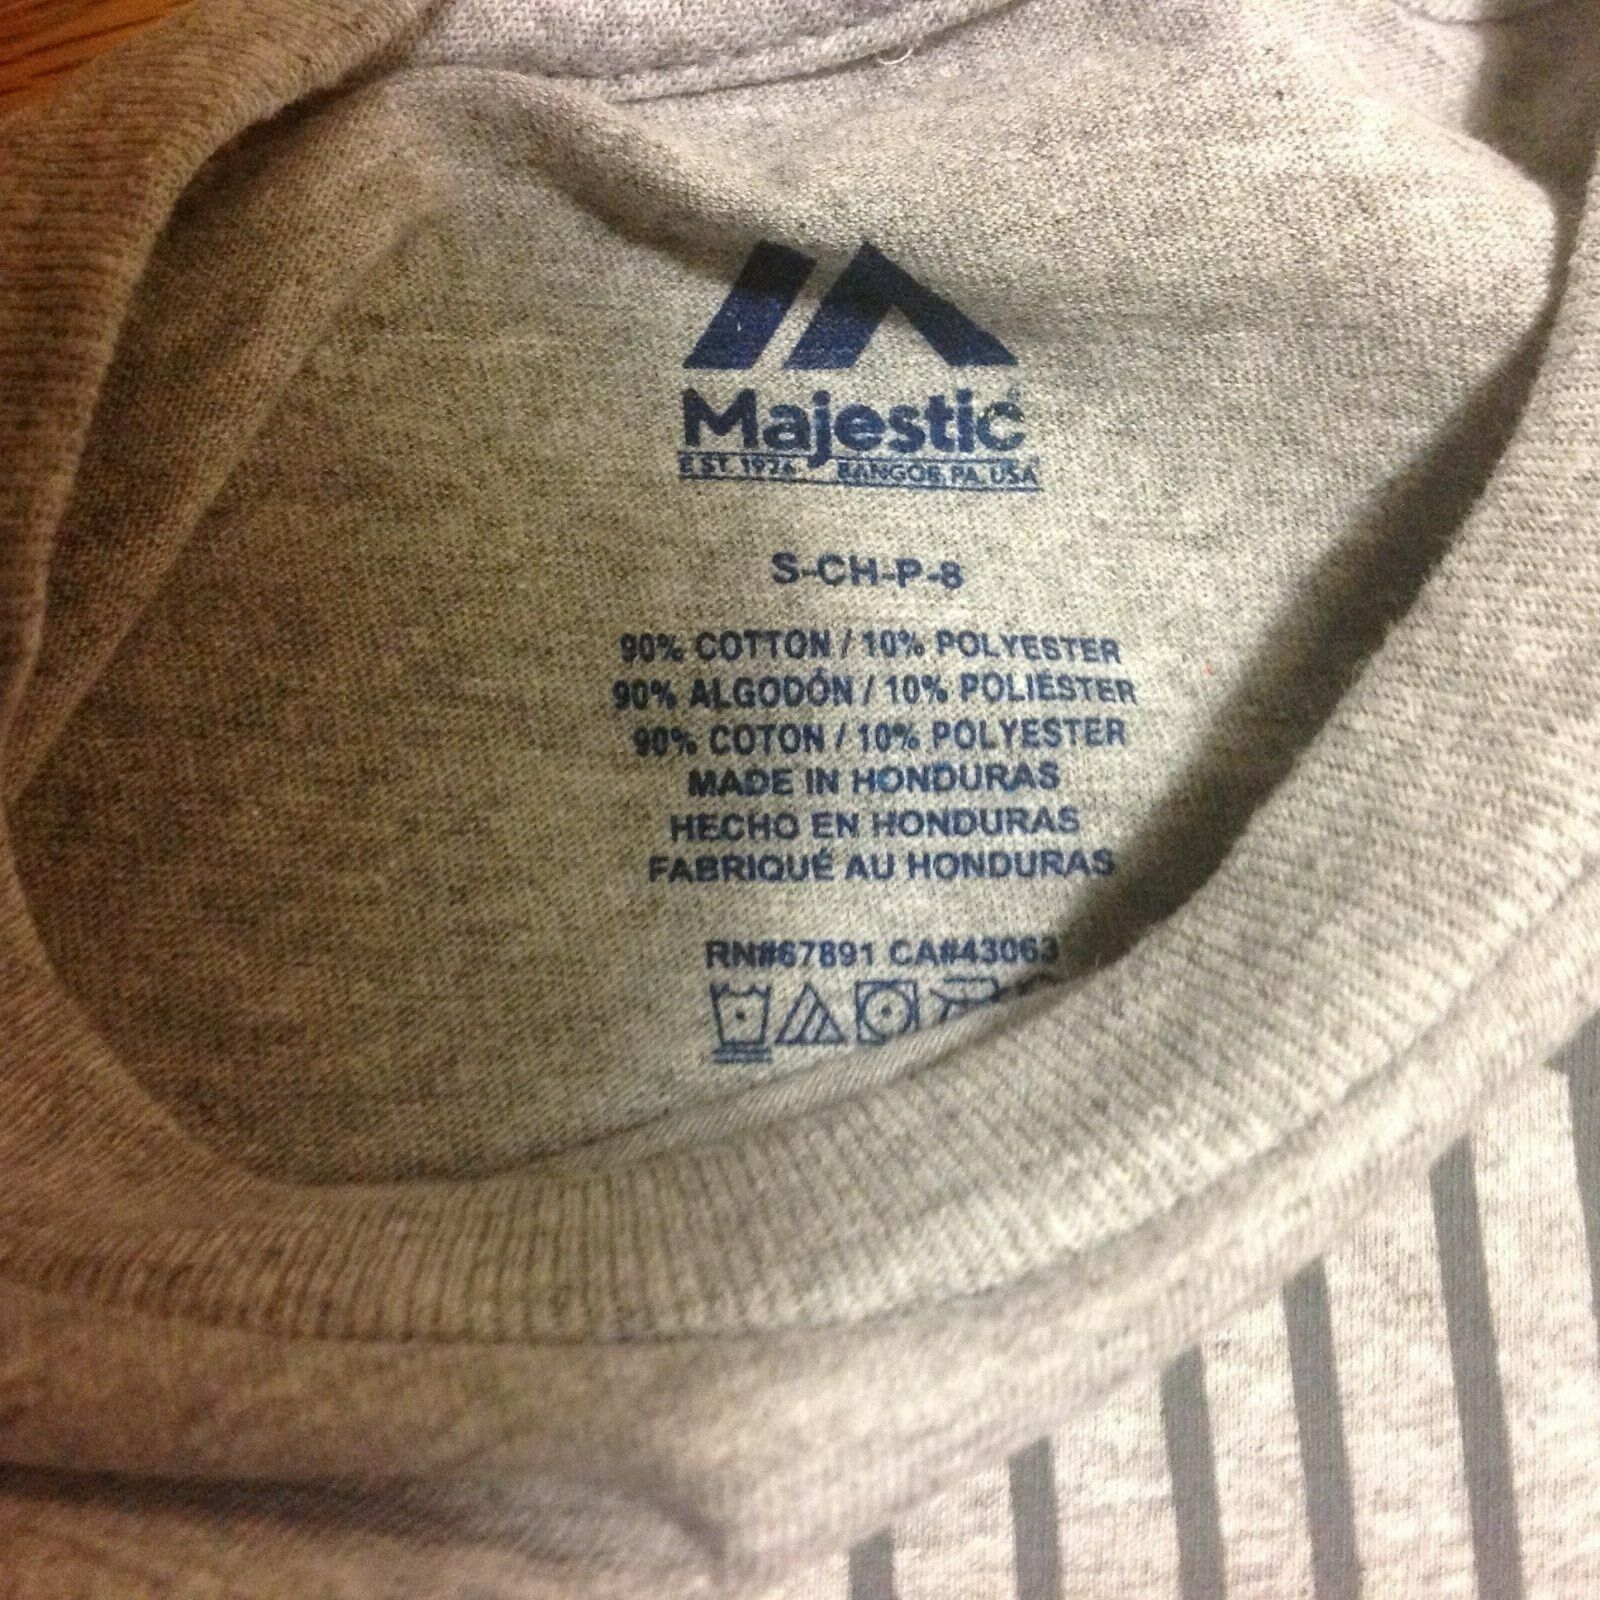 Majestic
EST. 1976 BANGOR, PA, USA
S-CH-P-8
90% COTTON / 10% POLYESTER
90% ALGODÓN / 10% POLIÉSTER
90% COTON / 10% POLYESTER
MADE IN HONDURAS
HECHO EN HONDURAS
FABRIQUÉ AU HONDURAS
RN#67891 CA#43063